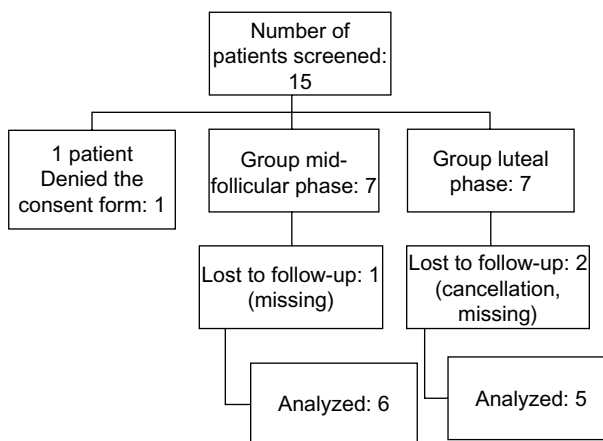 Number of
patients screened:
15
1 patient
Denied the
consent form: 1
Group mid-
follicular phase: 7
Group luteal
phase: 7
Lost to follow-up: 1
(missing)
Lost to follow-up: 2
(cancellation,
missing)
Analyzed: 6
Analyzed: 5